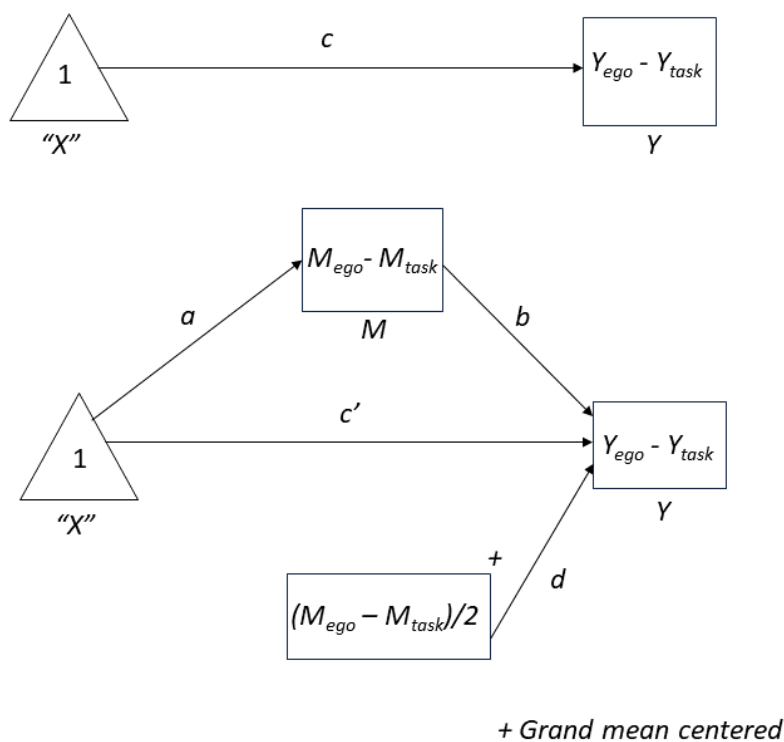 c
1
Y_ego - Y_task
“X”
Y
M_ego - M_task
a
M
b
c’
1
Y_ego - Y_task
“X”
Y
+
d
(M_ego – M_task)/2
+ Grand mean centered